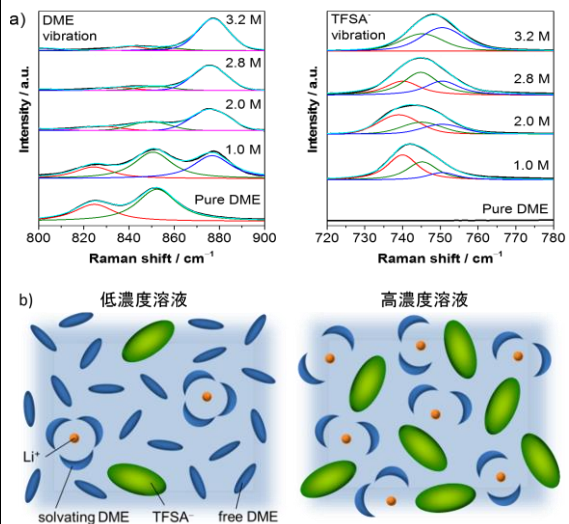 a)
DME
vibration
3.2 M
2.8 M
2.0 M
1.0 M
Pure DME
800 820 840 860 880 900
Raman shift / cm⁻¹
Intensity / a.u.
TFSA⁻
vibration
3.2 M
2.8 M
2.0 M
1.0 M
Pure DME
720 730 740 750 760 770 780
Raman shift / cm⁻¹
Intensity / a.u.
b)
低濃度溶液
高濃度溶液
Li⁺
solvating DME
TFSA⁻
free DME